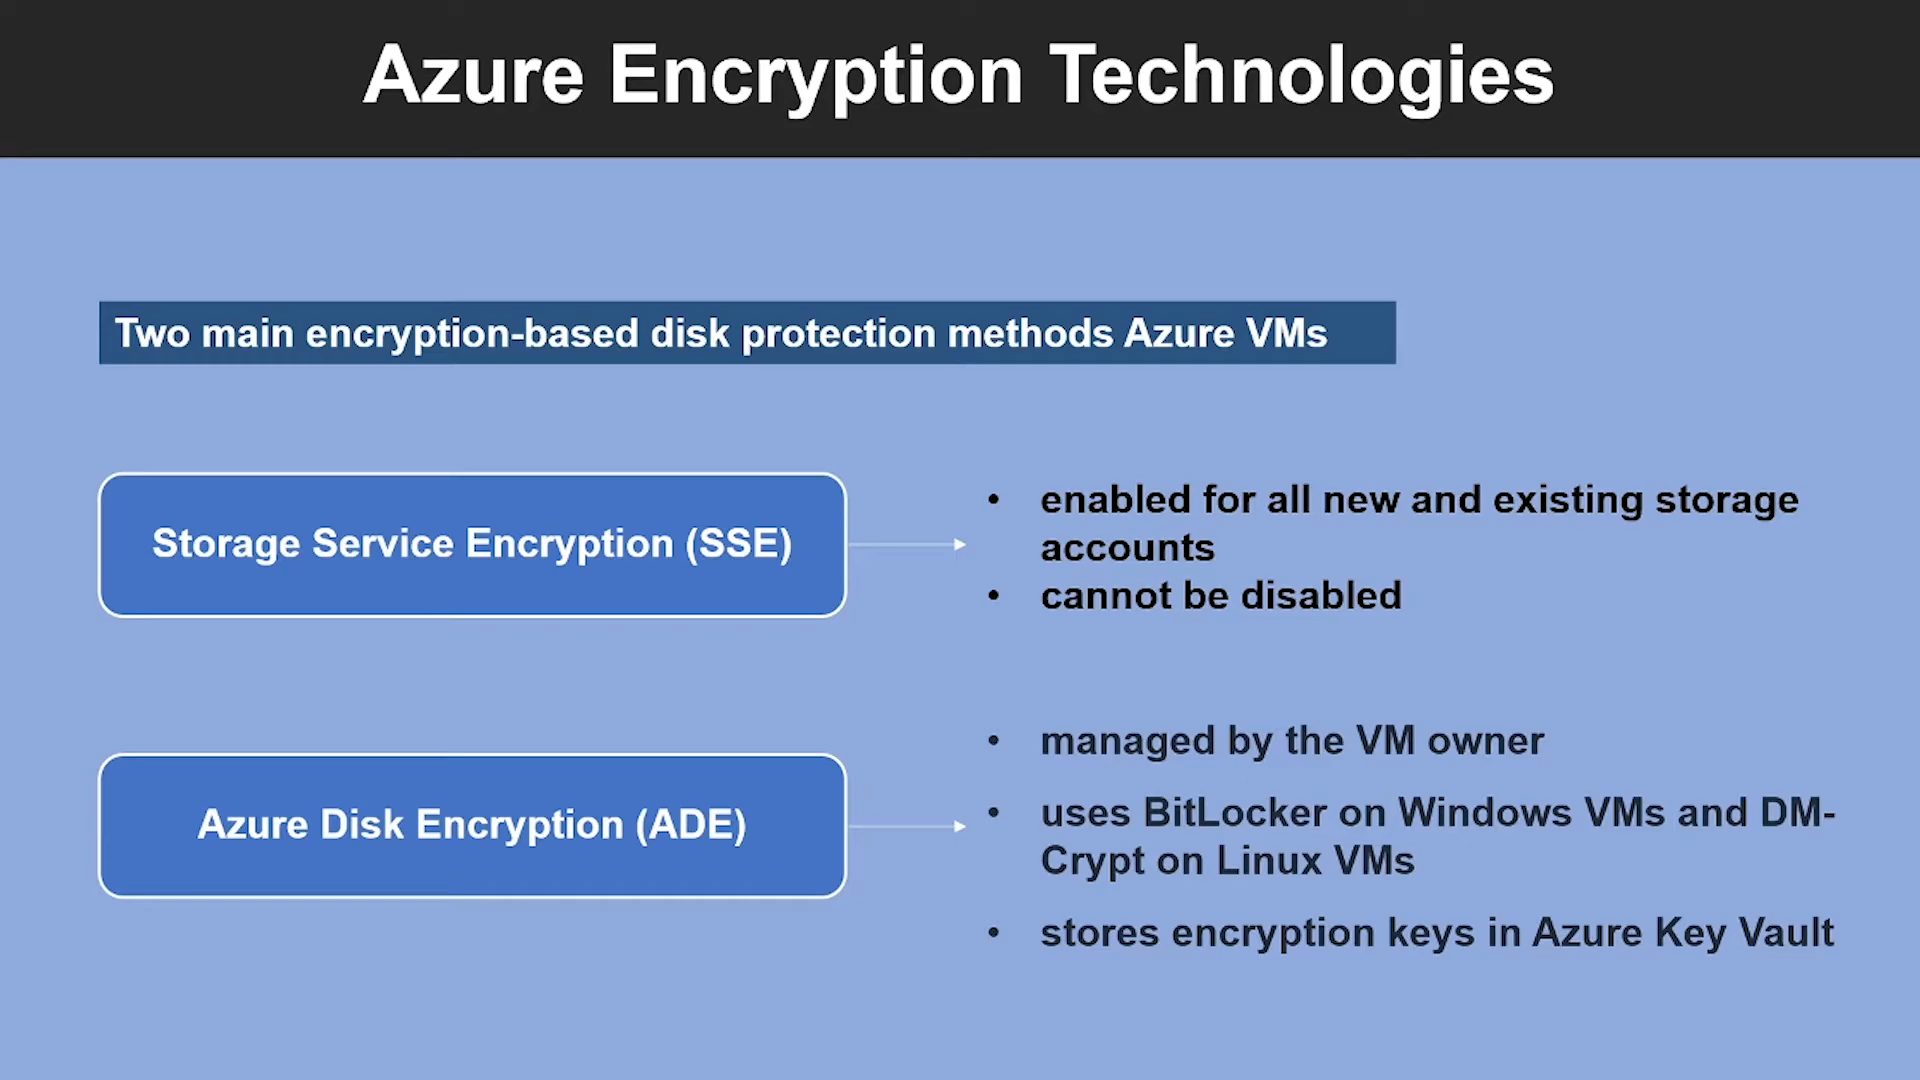 Azure Encryption Technologies
Two main encryption-based disk protection methods Azure VMs
Storage Service Encryption (SSE)
• enabled for all new and existing storage
accounts
• cannot be disabled
Azure Disk Encryption (ADE)
• managed by the VM owner
• uses BitLocker on Windows VMs and DM-
Crypt on Linux VMs
• stores encryption keys in Azure Key Vault